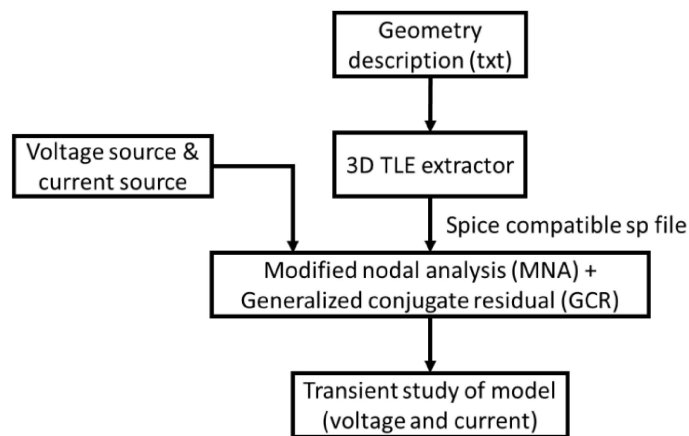 Geometry
description (txt)
Voltage source &
current source
3D TLE extractor
Spice compatible sp file
Modified nodal analysis (MNA) +
Generalized conjugate residual (GCR)
Transient study of model
(voltage and current)